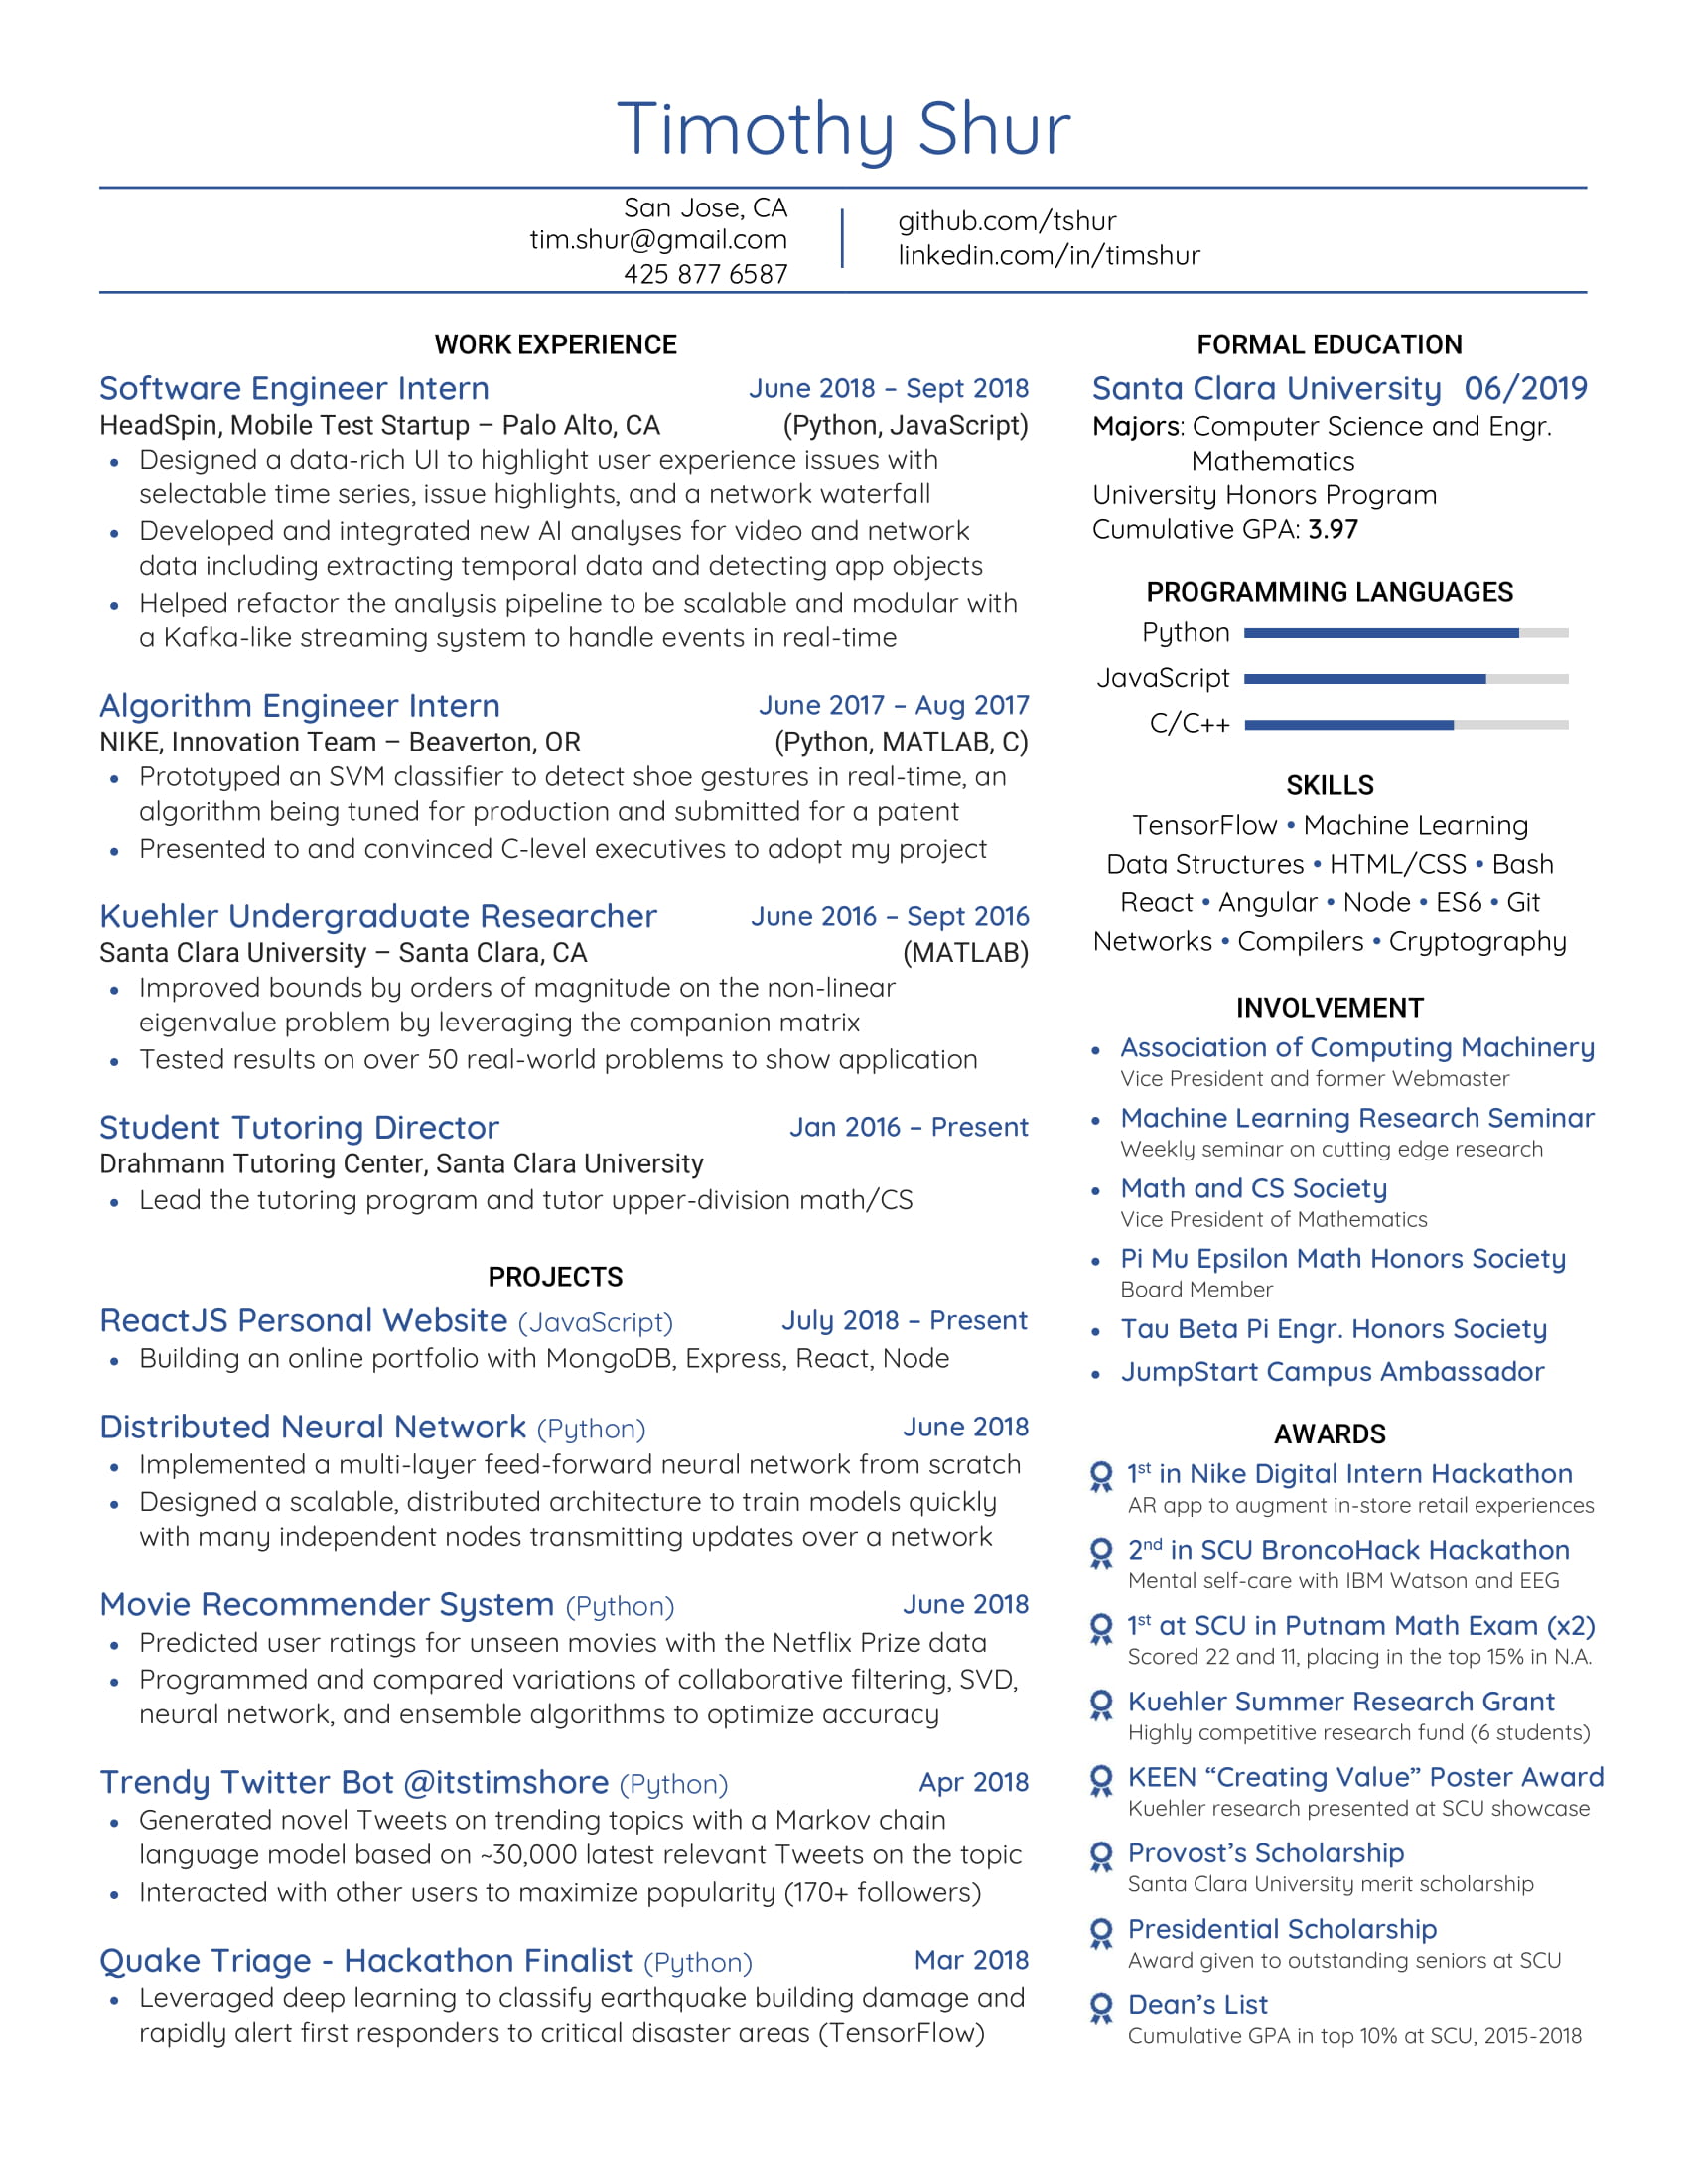 Timothy Shur
San Jose, CA
tim.shur@gmail.com
425 877 6587
github.com/tshur
linkedin.com/in/timshur
WORK EXPERIENCE
Software Engineer Intern June 2018 – Sept 2018
HeadSpin, Mobile Test Startup – Palo Alto, CA (Python, JavaScript)
• Designed a data-rich UI to highlight user experience issues with
selectable time series, issue highlights, and a network waterfall
• Developed and integrated new AI analyses for video and network
data including extracting temporal data and detecting app objects
• Helped refactor the analysis pipeline to be scalable and modular with
a Kafka-like streaming system to handle events in real-time
Algorithm Engineer Intern June 2017 – Aug 2017
NIKE, Innovation Team – Beaverton, OR (Python, MATLAB, C)
• Prototyped an SVM classifier to detect shoe gestures in real-time, an
algorithm being tuned for production and submitted for a patent
• Presented to and convinced C-level executives to adopt my project
Kuehler Undergraduate Researcher June 2016 – Sept 2016
Santa Clara University – Santa Clara, CA (MATLAB)
• Improved bounds by orders of magnitude on the non-linear
eigenvalue problem by leveraging the companion matrix
• Tested results on over 50 real-world problems to show application
Student Tutoring Director Jan 2016 – Present
Drahmann Tutoring Center, Santa Clara University
• Lead the tutoring program and tutor upper-division math/CS
PROJECTS
ReactJS Personal Website (JavaScript) July 2018 – Present
• Building an online portfolio with MongoDB, Express, React, Node
Distributed Neural Network (Python) June 2018
• Implemented a multi-layer feed-forward neural network from scratch
• Designed a scalable, distributed architecture to train models quickly
with many independent nodes transmitting updates over a network
Movie Recommender System (Python) June 2018
• Predicted user ratings for unseen movies with the Netflix Prize data
• Programmed and compared variations of collaborative filtering, SVD,
neural network, and ensemble algorithms to optimize accuracy
Trendy Twitter Bot @itstimshore (Python) Apr 2018
• Generated novel Tweets on trending topics with a Markov chain
language model based on ~30,000 latest relevant Tweets on the topic
• Interacted with other users to maximize popularity (170+ followers)
Quake Triage - Hackathon Finalist (Python) Mar 2018
• Leveraged deep learning to classify earthquake building damage and
rapidly alert first responders to critical disaster areas (TensorFlow)
FORMAL EDUCATION
Santa Clara University 06/2019
Majors: Computer Science and Engr.
Mathematics
University Honors Program
Cumulative GPA: 3.97
PROGRAMMING LANGUAGES
Python
JavaScript
C/C++
SKILLS
TensorFlow • Machine Learning
Data Structures • HTML/CSS • Bash
React • Angular • Node • ES6 • Git
Networks • Compilers • Cryptography
INVOLVEMENT
• Association of Computing Machinery
Vice President and former Webmaster
• Machine Learning Research Seminar
Weekly seminar on cutting edge research
• Math and CS Society
Vice President of Mathematics
• Pi Mu Epsilon Math Honors Society
Board Member
• Tau Beta Pi Engr. Honors Society
• JumpStart Campus Ambassador
AWARDS
1st in Nike Digital Intern Hackathon
AR app to augment in-store retail experiences
2nd in SCU BroncoHack Hackathon
Mental self-care with IBM Watson and EEG
1st at SCU in Putnam Math Exam (x2)
Scored 22 and 11, placing in the top 15% in N.A.
Kuehler Summer Research Grant
Highly competitive research fund (6 students)
KEEN “Creating Value” Poster Award
Kuehler research presented at SCU showcase
Provost’s Scholarship
Santa Clara University merit scholarship
Presidential Scholarship
Award given to outstanding seniors at SCU
Dean’s List
Cumulative GPA in top 10% at SCU, 2015-2018